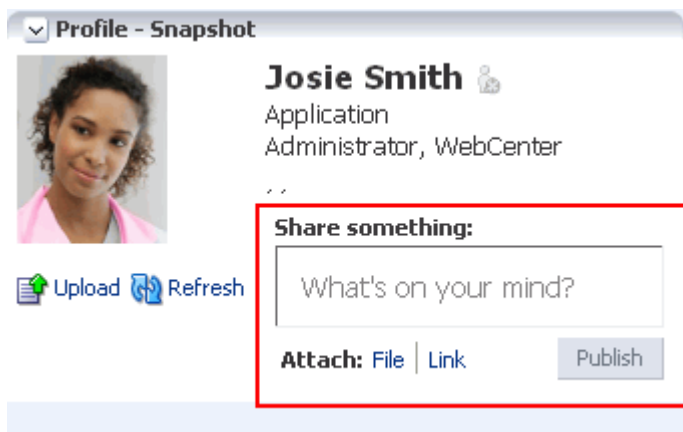 Profile - Snapshot
Josie Smith
Application
Administrator, WebCenter
, ,
Share something:
What's on your mind?
Upload Refresh
Attach: File | Link Publish